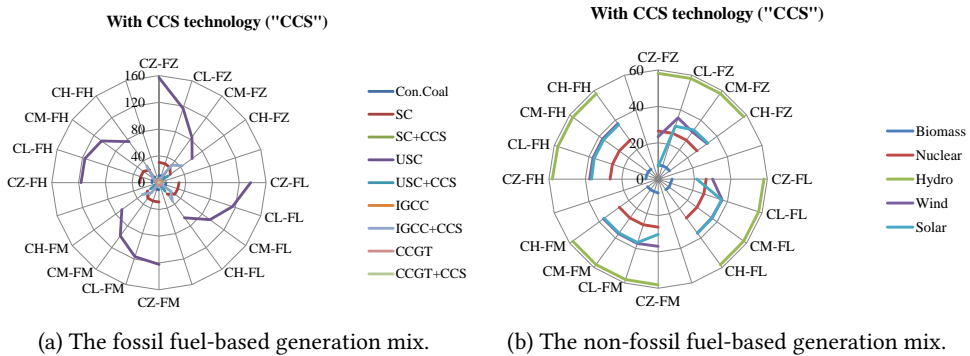 With CCS technology ("CCS")
CZ-FZ
160
CL-FZ
CH-FH
120
CM-FZ
CM-FH
80
CH-FZ
CL-FH
40
CZ-FH
0
CZ-FL
CL-FL
CH-FM
CM-FL
CM-FM
CH-FL
CL-FM
CZ-FM
Con.Coal
SC
SC+CCS
USC
USC+CCS
IGCC
IGCC+CCS
CCGT
CCGT+CCS
(a) The fossil fuel-based generation mix.
With CCS technology ("CCS")
CZ-FZ
60
CL-FZ
CH-FH
CM-FZ
40
CM-FH
CH-FZ
20
CL-FH
CZ-FH
0
CZ-FL
CL-FL
CH-FM
CM-FL
CM-FM
CH-FL
CL-FM
CZ-FM
Biomass
Nuclear
Hydro
Wind
Solar
(b) The non-fossil fuel-based generation mix.